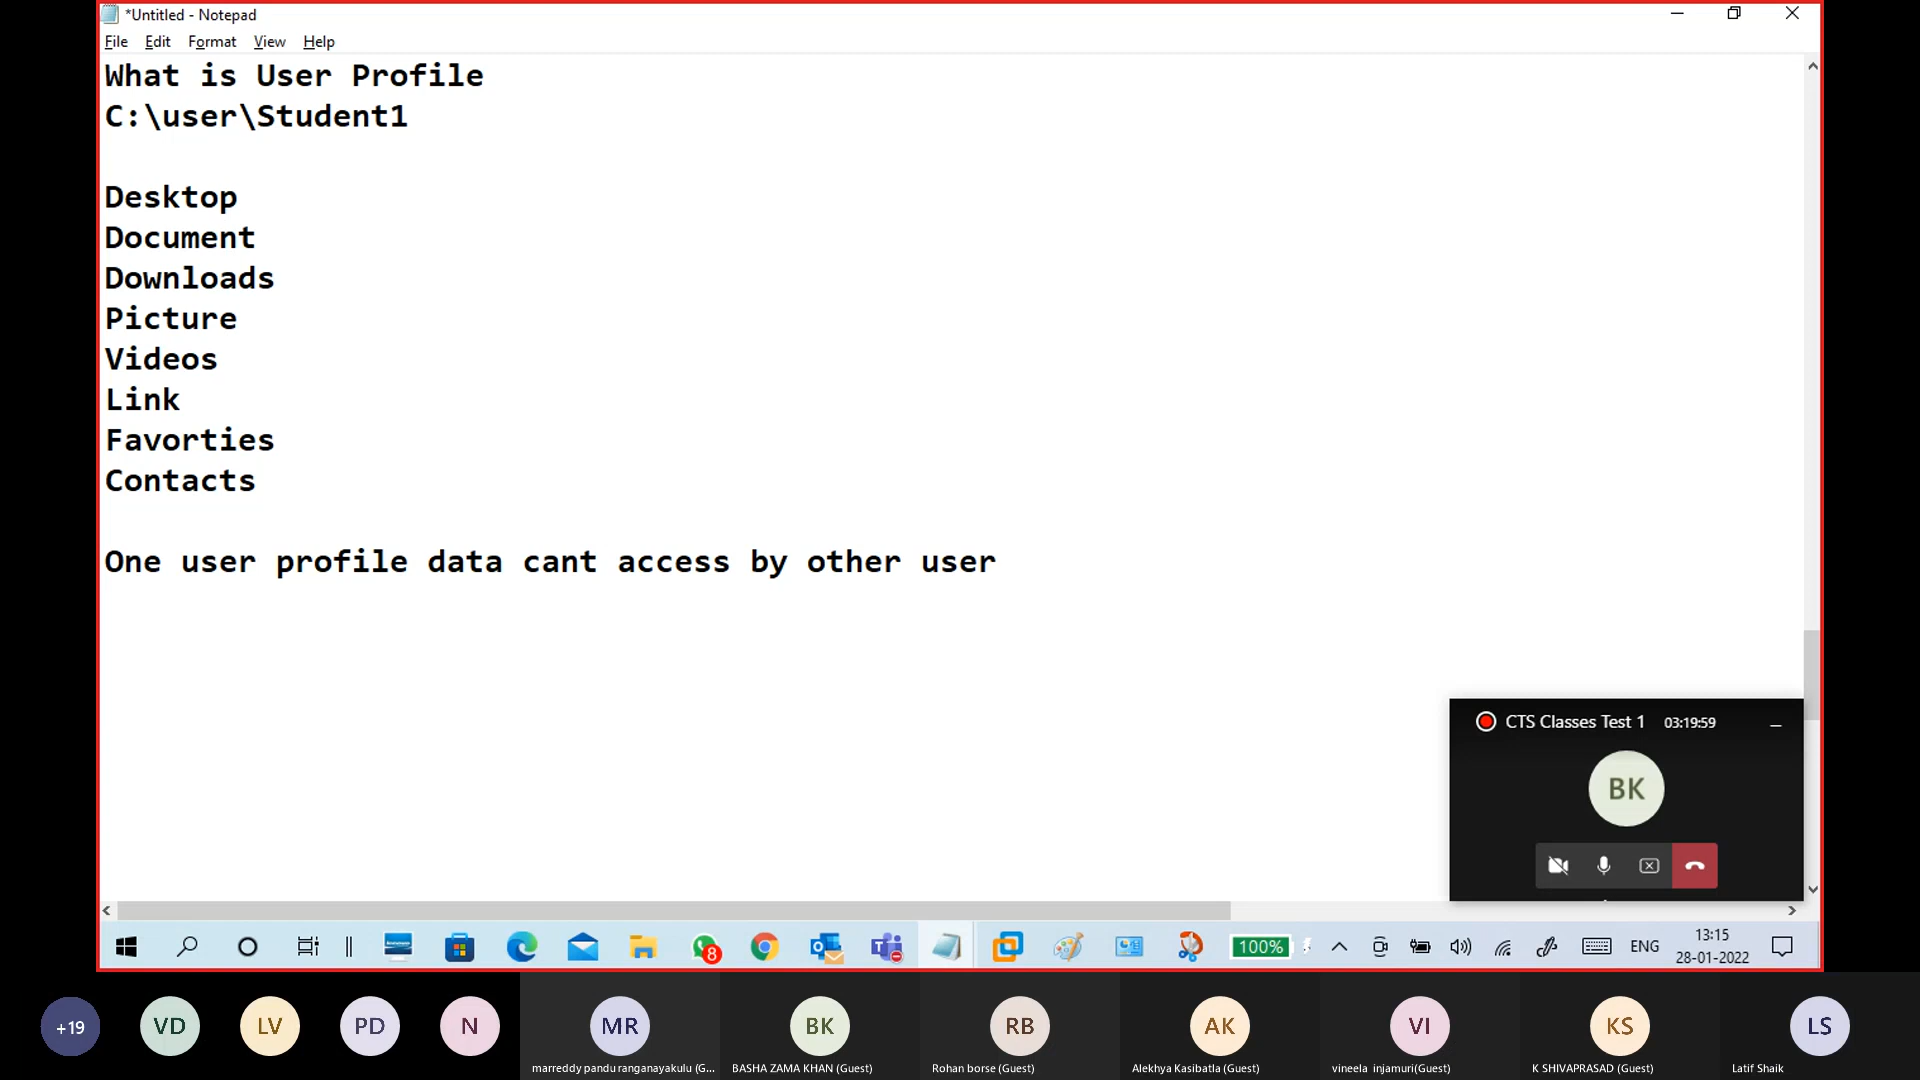 *Untitled - Notepad
File Edit Format View Help
What is User Profile
C:\user\Student1
Desktop
Document
Downloads
Picture
Videos
Link
Favorties
Contacts
One user profile data cant access by other user
CTS Classes Test 1 03:19:59
BK
8
100%
ENG
13:15
28-01-2022
+19
VD
LV
PD
N
MR
BK
RB
AK
VI
KS
LS
marreddy pandu ranganayakulu (G...
BASHA ZAMA KHAN (Guest)
Rohan borse (Guest)
Alekhya Kasibatla (Guest)
vineela injamuri(Guest)
K SHIVAPRASAD (Guest)
Latif Shaik